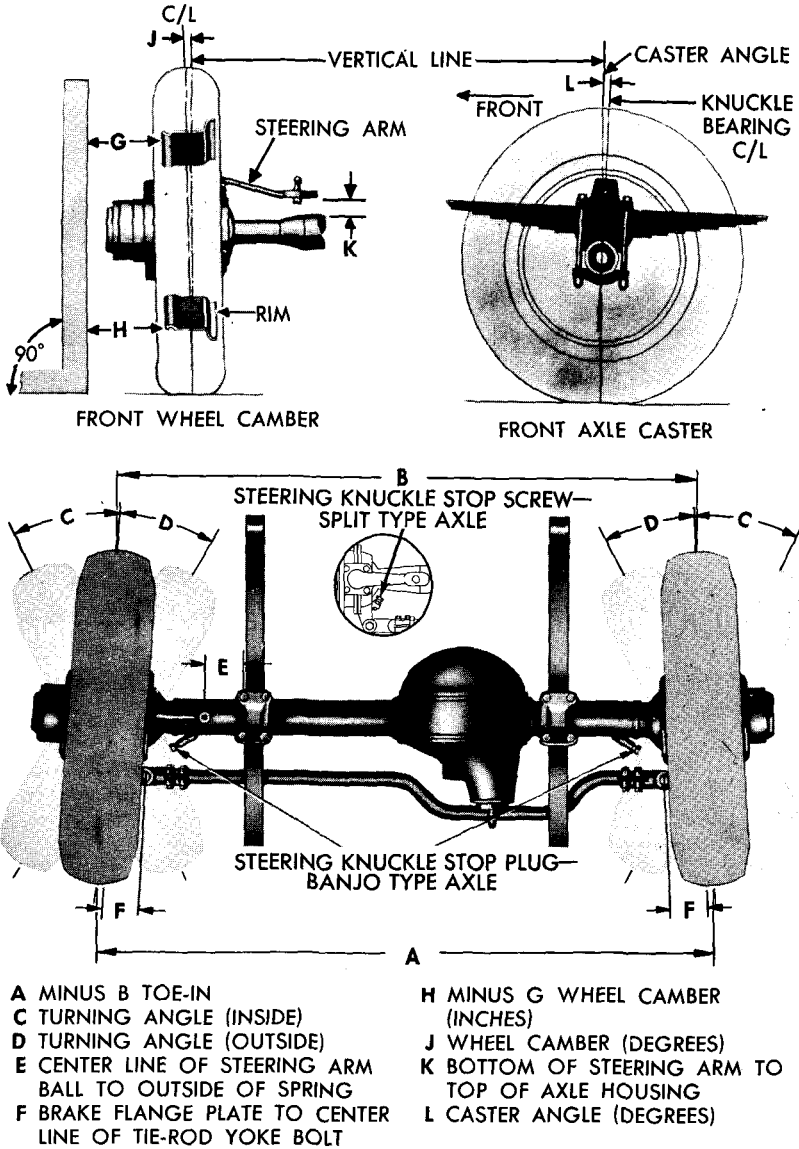 C/L
J
VERTICAL LINE
CASTER ANGLE
L
FRONT
KNUCKLE
BEARING
C/L
G
STEERING ARM
K
H
RIM
90°
FRONT WHEEL CAMBER
FRONT AXLE CASTER
B
STEERING KNUCKLE STOP SCREW—
SPLIT TYPE AXLE
C
D
D
C
E
STEERING KNUCKLE STOP PLUG—
BANJO TYPE AXLE
F
F
A
A MINUS B TOE-IN
C TURNING ANGLE (INSIDE)
D TURNING ANGLE (OUTSIDE)
E CENTER LINE OF STEERING ARM
BALL TO OUTSIDE OF SPRING
F BRAKE FLANGE PLATE TO CENTER
LINE OF TIE-ROD YOKE BOLT
H MINUS G WHEEL CAMBER
(INCHES)
J WHEEL CAMBER (DEGREES)
K BOTTOM OF STEERING ARM TO
TOP OF AXLE HOUSING
L CASTER ANGLE (DEGREES)